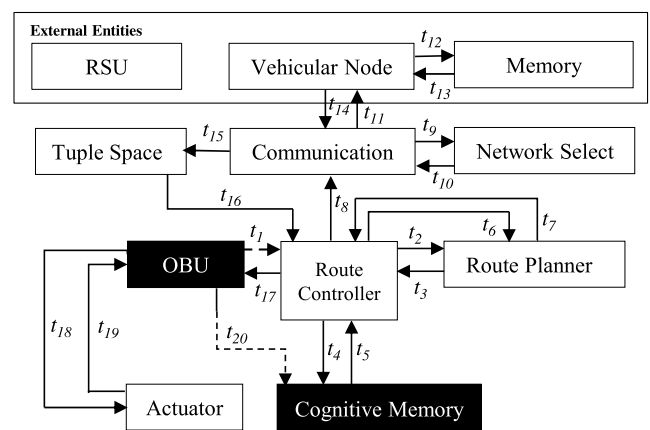 External Entities
RSU
Vehicular Node
t12
Memory
t13
t14
t11
Tuple Space
t15
Communication
t9
Network Select
t10
t16
t8
t7
t6
t1
t2
OBU
Route
Controller
Route Planner
t17
t3
t18
t19
t20
t4
t5
Actuator
Cognitive Memory